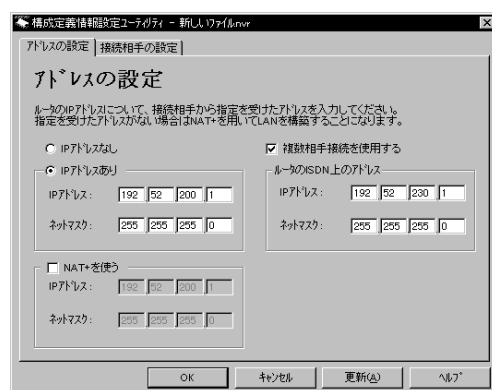 構成定義情報設定ユーティリティ - 新しいファイル.nvr
アドレスの設定 接続相手の設定
アドレスの設定
ルータのIPアドレスについて、接続相手から指定を受けたアドレスを入力してください。
指定を受けたアドレスがない場合はNAT+を用いてLANを構築することになります。
IPアドレスなし
複数相手接続を使用する
IPアドレスあり
ルータのISDN上のアドレス
IPアドレス: 192 52 200 1
IPアドレス: 192 52 230 1
ネットマスク: 255 255 255 0
ネットマスク: 255 255 255 0
NAT+を使う
IPアドレス: 192 52 200 1
ネットマスク: 255 255 255 0
OK キャンセル 更新(A) ヘルプ